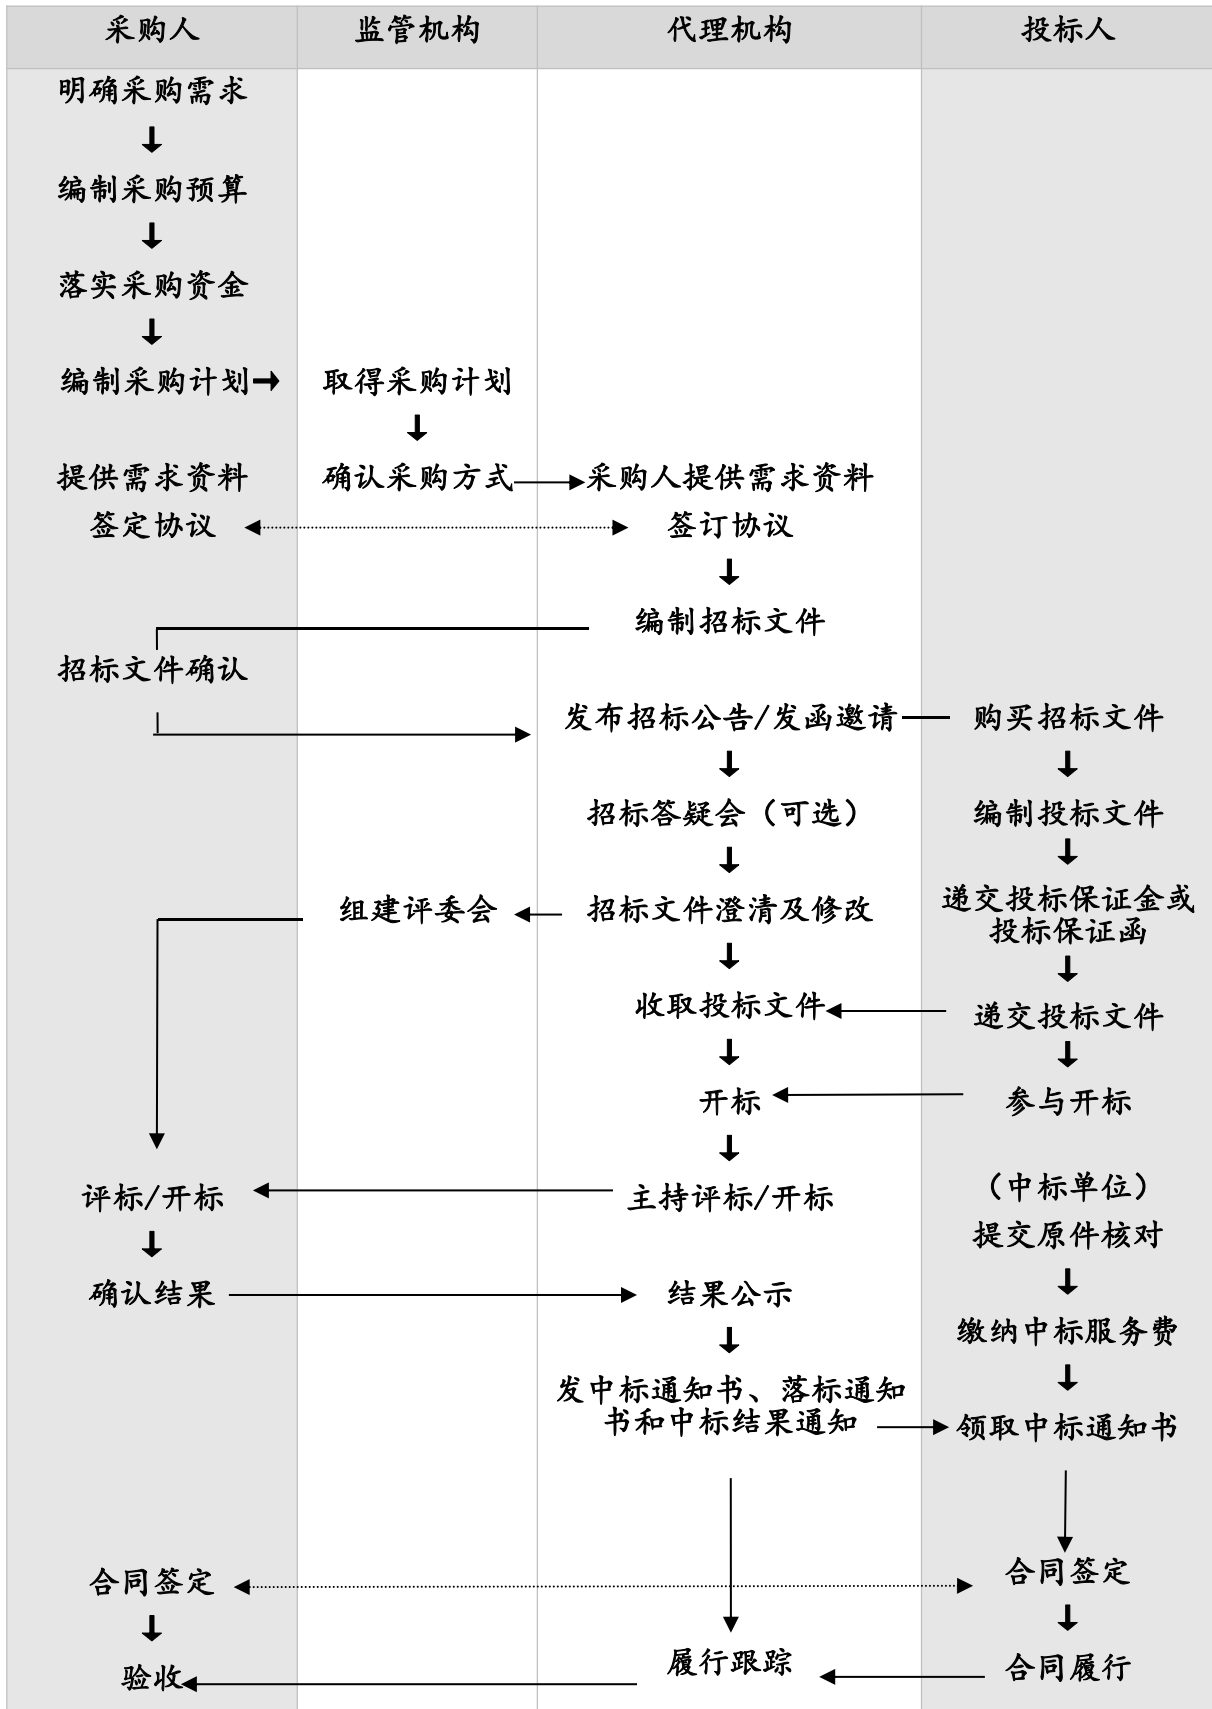 采购人 监管机构 代理机构 投标人
明确采购需求
编制采购预算
落实采购资金
编制采购计划 取得采购计划
提供需求资料 确认采购方式 采购人提供需求资料
签定协议 签订协议
编制招标文件
招标文件确认
发布招标公告/发函邀请 购买招标文件
招标答疑会（可选） 编制投标文件
组建评委会 招标文件澄清及修改 递交投标保证金或
投标保证函
收取投标文件 递交投标文件
开标 参与开标
评标/开标 主持评标/开标 （中标单位）
提交原件核对
确认结果 结果公示
缴纳中标服务费
发中标通知书、落标通知
书和中标结果通知 领取中标通知书
合同签定 合同签定
验收 履行跟踪 合同履行